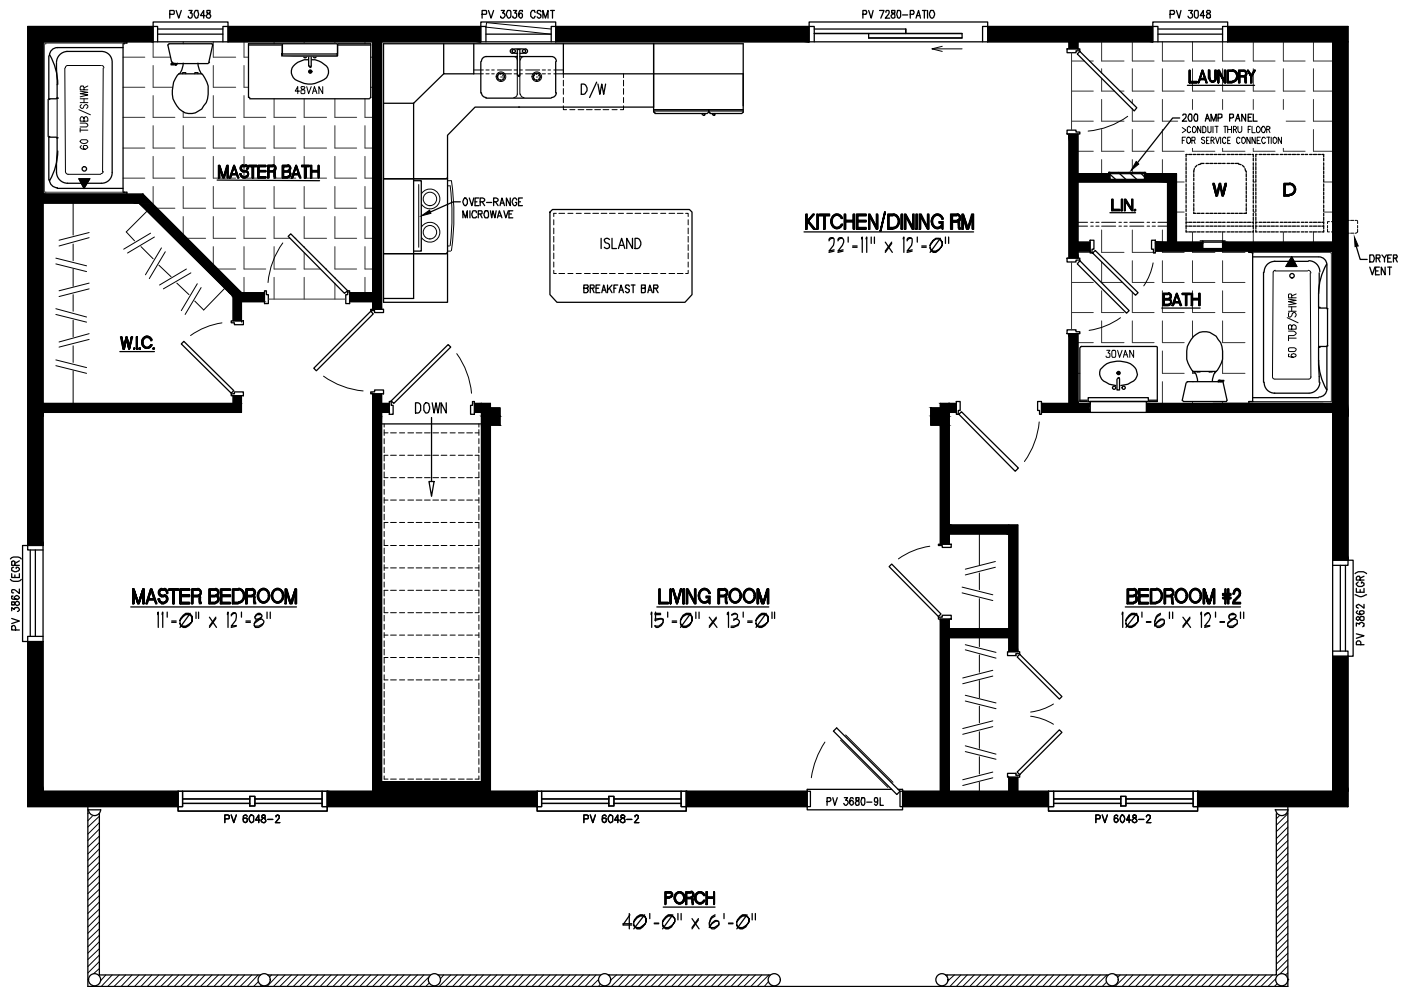 PV 3048
PV 3036 CSMT
PV 7280-PATIO
PV 3048
60 TUB/SHWR
48VAN
D/W
LAUNDRY
200 AMP PANEL
>CONDUIT THRU FLOOR
FOR SERVICE CONNECTION
MASTER BATH
W
D
OVER-RANGE
MICROWAVE
LIN.
KITCHEN/DINING RM
22'-11" x 12'-0"
ISLAND
BREAKFAST BAR
DRYER
VENT
BATH
60 TUB/SHWR
W.I.C.
30VAN
DOWN
PV 3862 (EGR)
MASTER BEDROOM
11'-0" x 12'-8"
LIVING ROOM
15'-0" x 13'-0"
BEDROOM #2
10'-6" x 12'-8"
PV 3862 (EGR)
PV 3680-9L
PV 6048-2
PV 6048-2
PV 6048-2
PORCH
40'-0" x 6'-0"